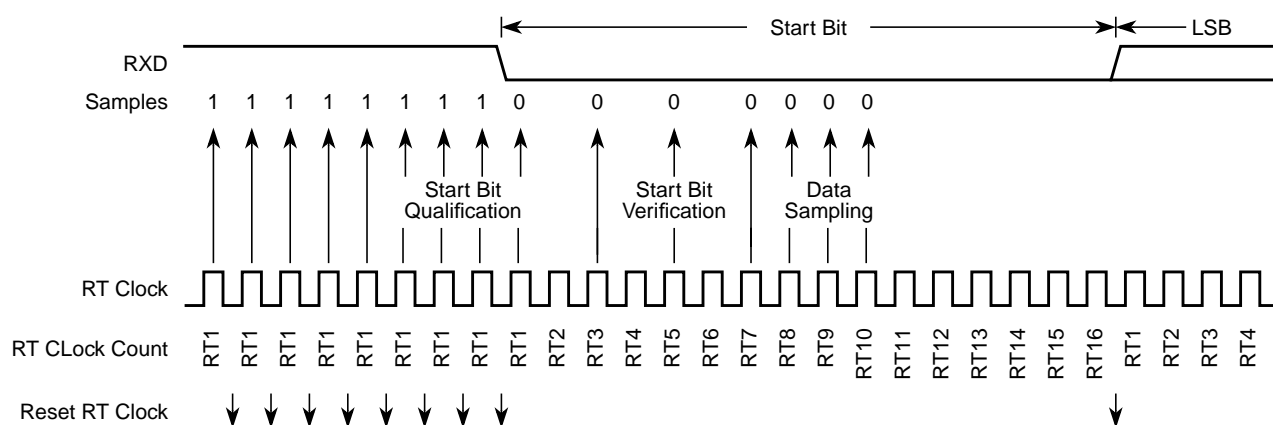 Start Bit LSB
RXD
Samples 1 1 1 1 1 1 1 1 0 0 0 0 0 0 0
Start Bit Qualification
Start Bit Verification
Data Sampling
RT Clock
RT CLock Count RT1 RT1 RT1 RT1 RT1 RT1 RT1 RT1 RT1 RT2 RT3 RT4 RT5 RT6 RT7 RT8 RT9 RT10 RT11 RT12 RT13 RT14 RT15 RT16 RT1 RT2 RT3 RT4
Reset RT Clock